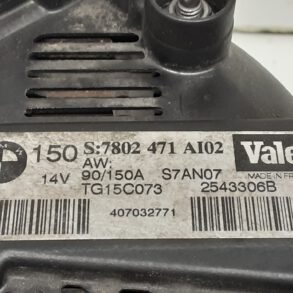 150 S:7802 471 AI02 Vale
AW:
14V 90/150A S7AN07 MADE IN FR
TG15C073 2543306B
407032771